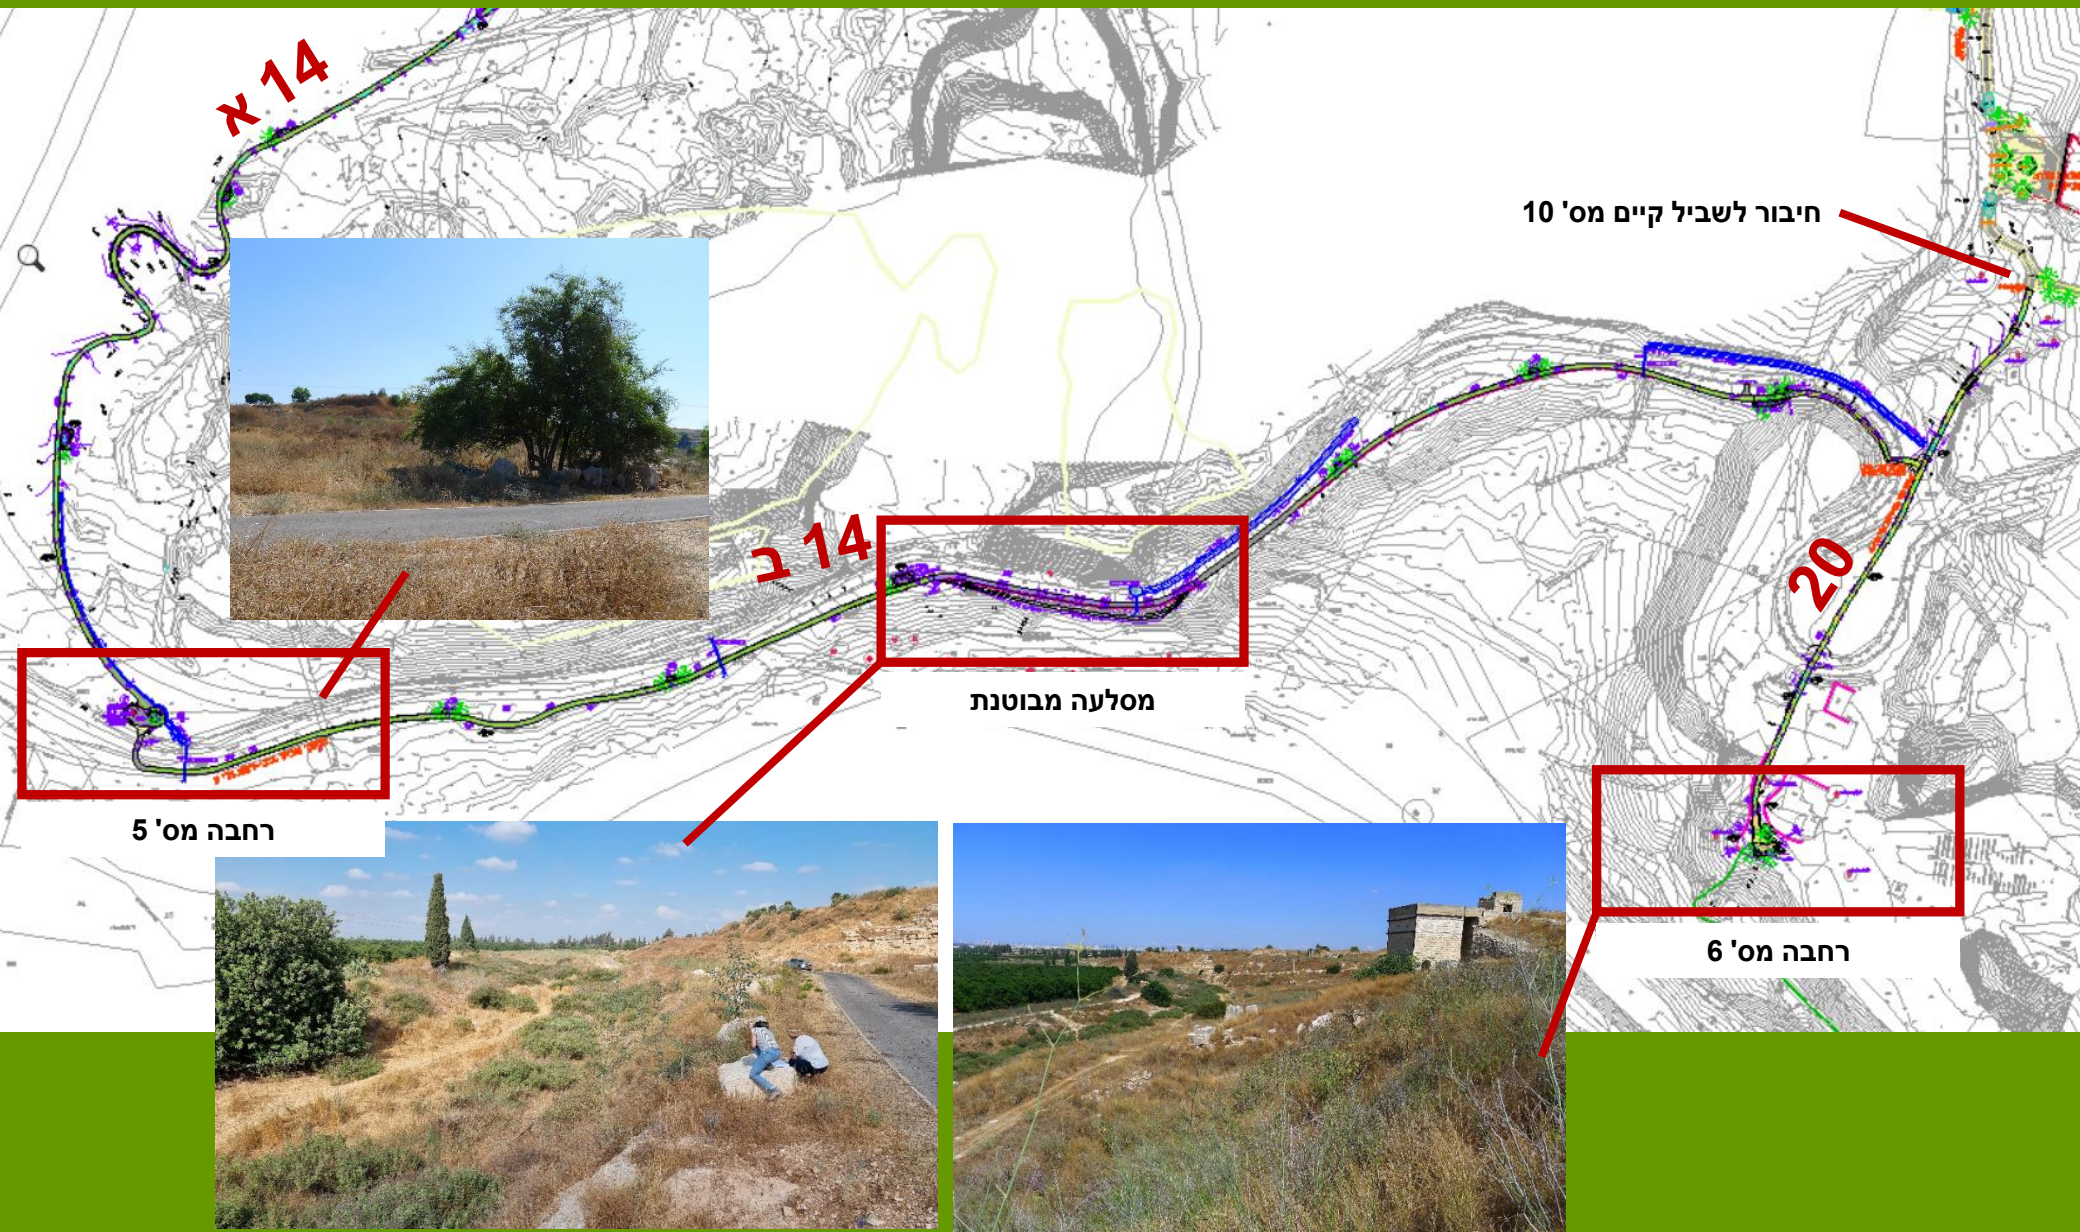 14 א
חיבור לשביל קיים מס' 10
14 ב
20
מסלעה מבוטנת
רחבה מס' 5
רחבה מס' 6